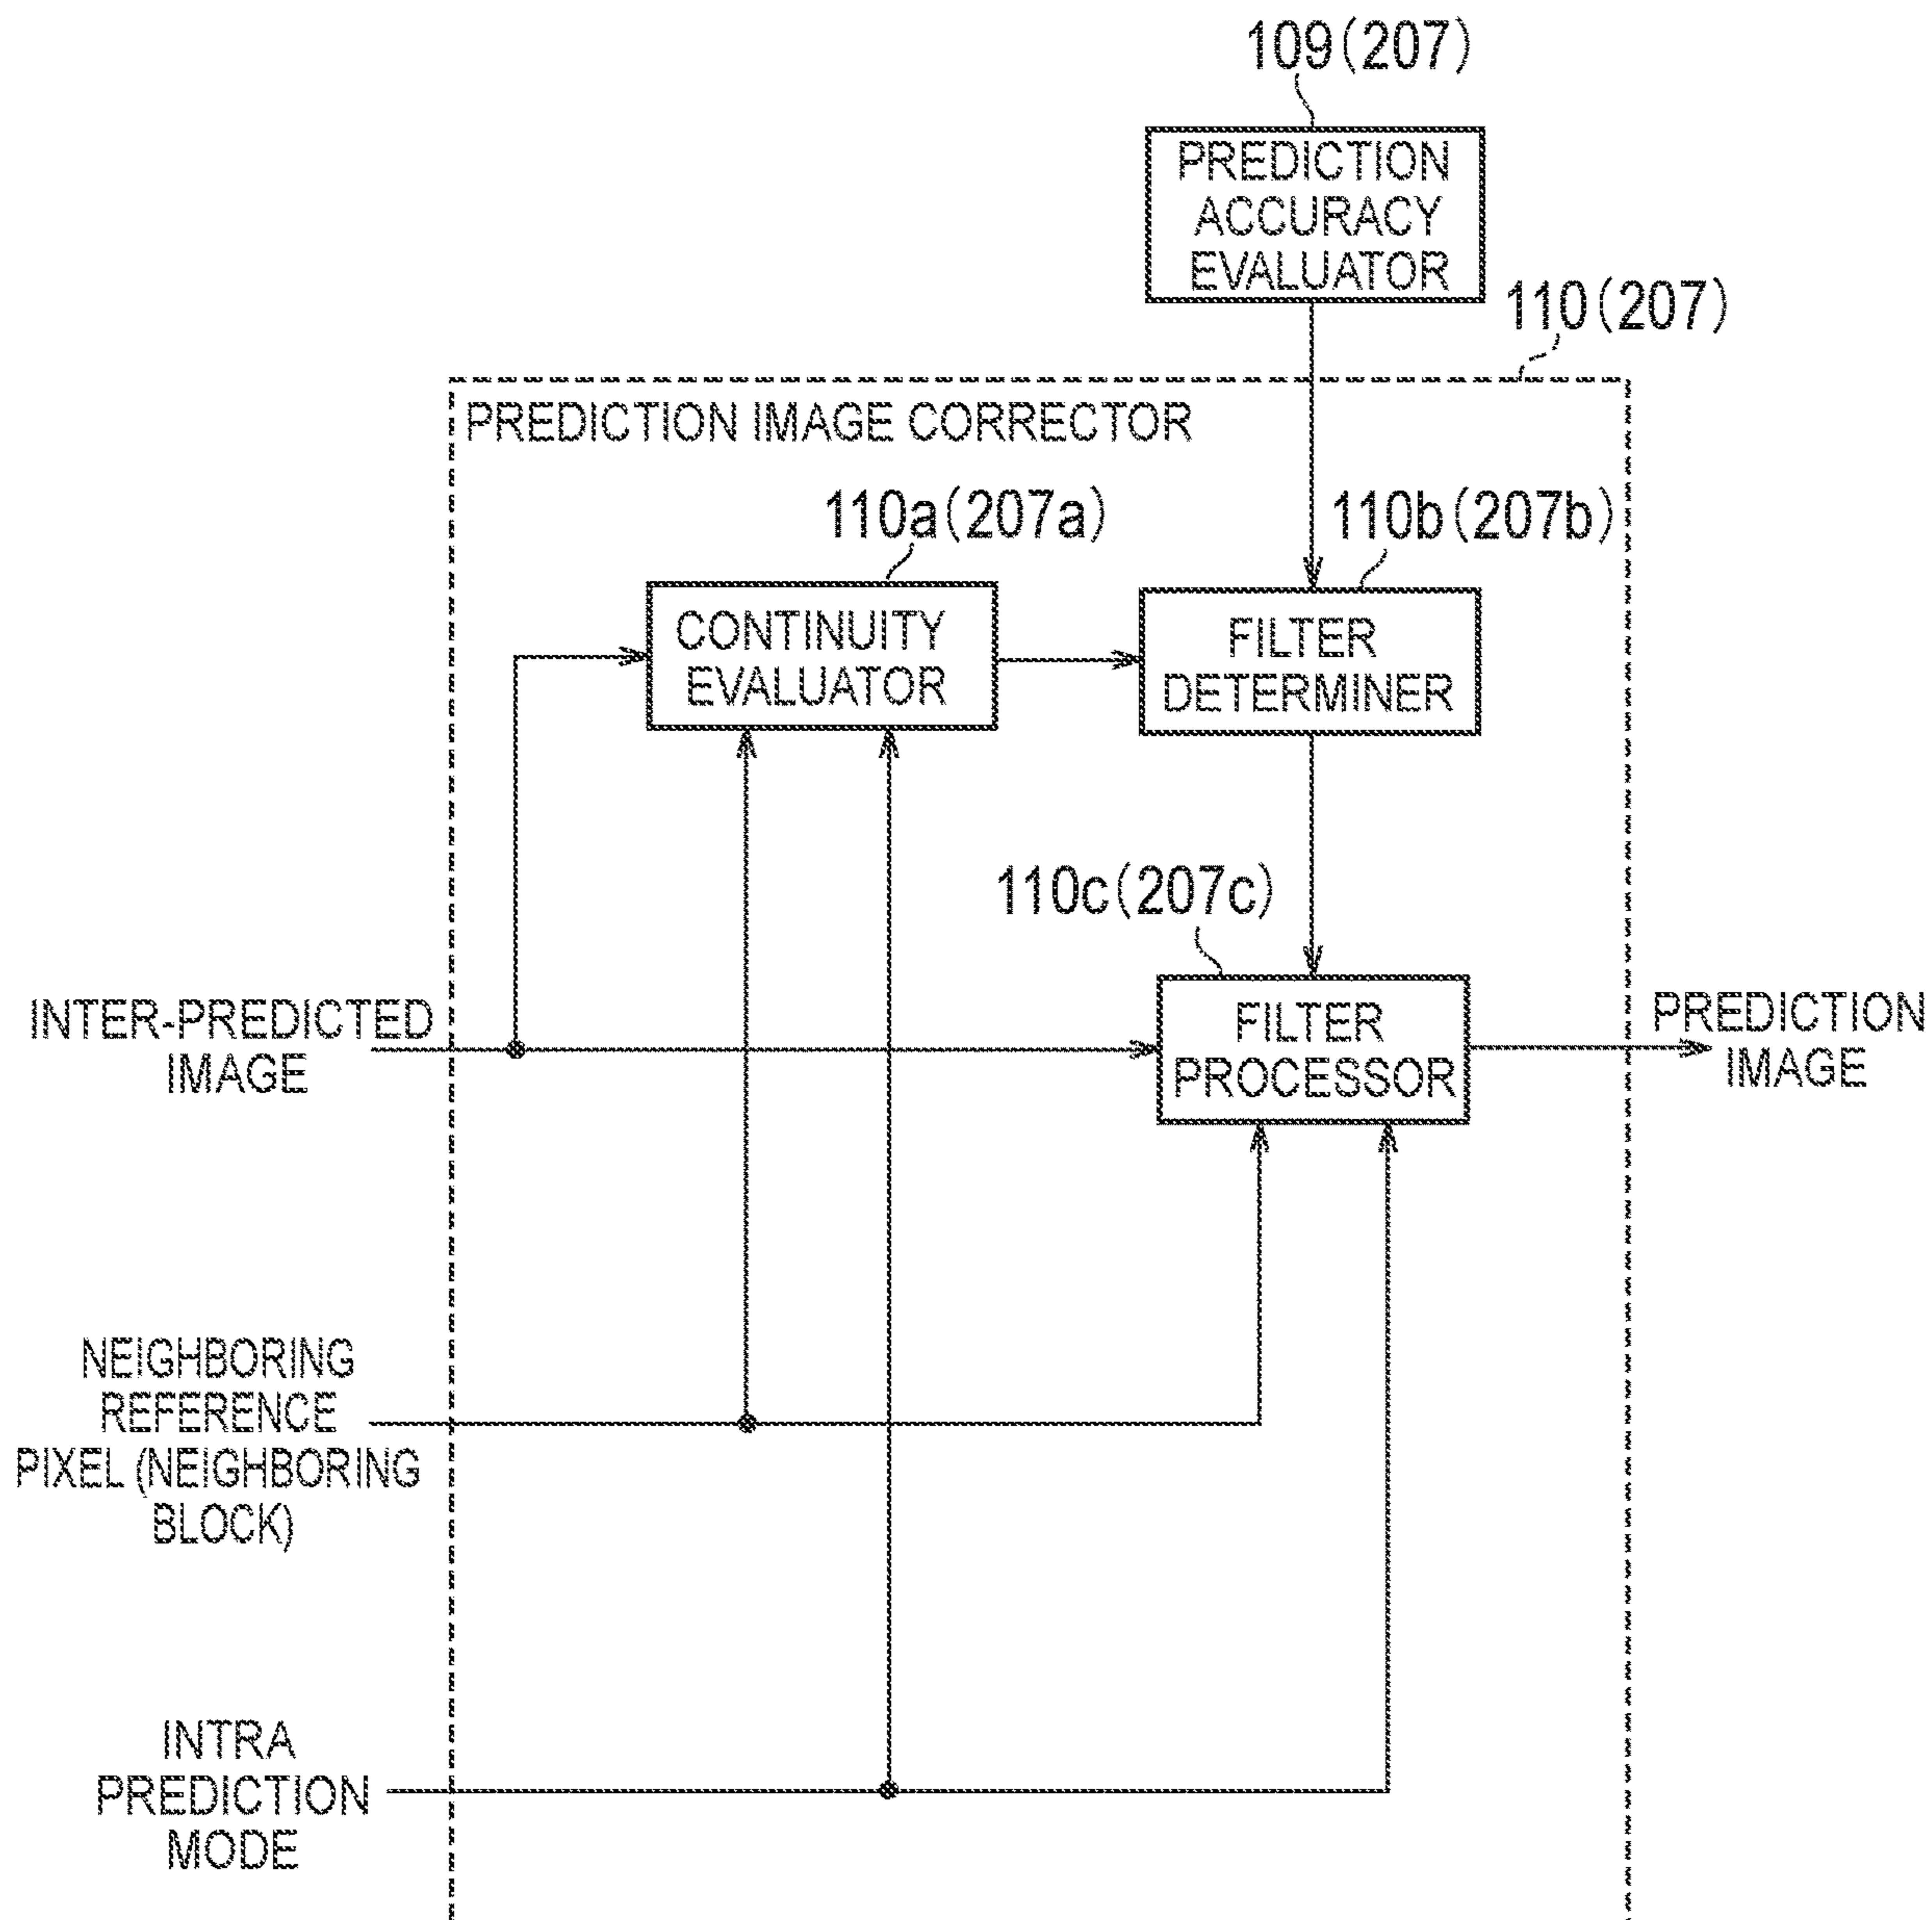 109(207)
PREDICTION
ACCURACY
EVALUATOR
110(207)
PREDICTION IMAGE CORRECTOR
110a(207a)
110b(207b)
CONTINUITY
EVALUATOR
FILTER
DETERMINER
110c(207c)
INTER-PREDICTED
IMAGE
FILTER
PROCESSOR
PREDICTION
IMAGE
NEIGHBORING
REFERENCE
PIXEL (NEIGHBORING
BLOCK)
INTRA
PREDICTION
MODE